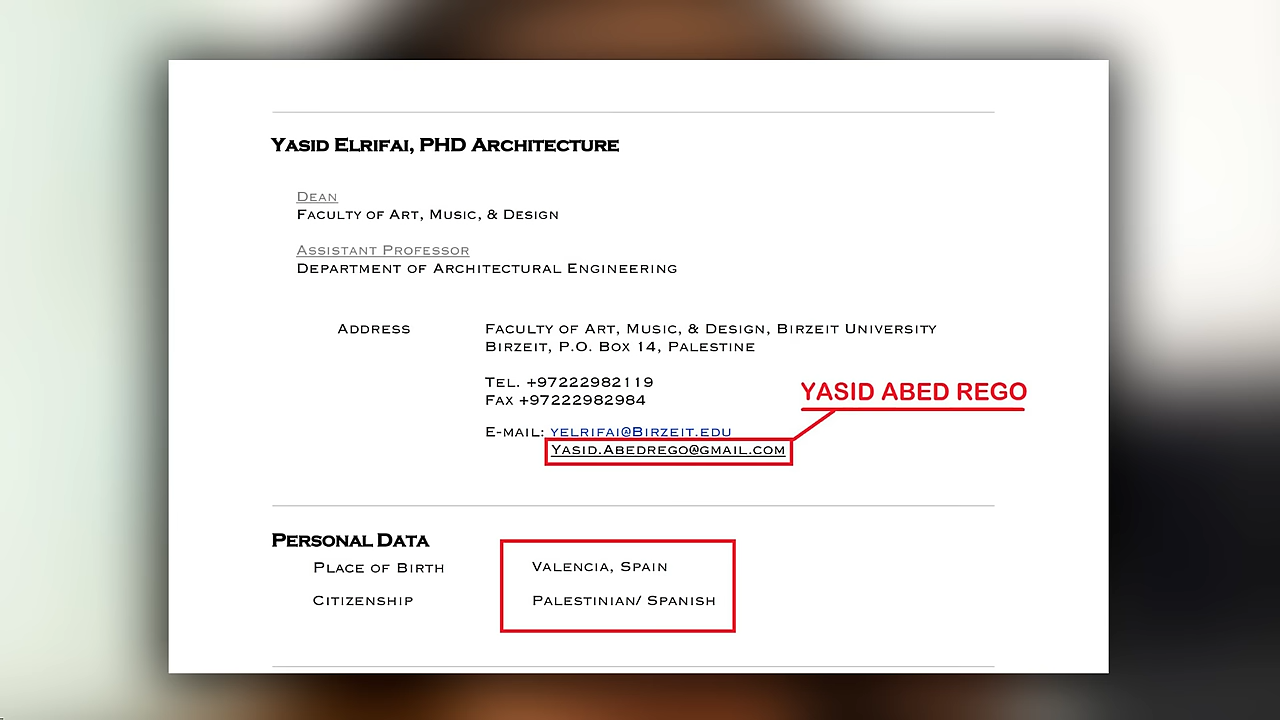 Yasid Elrifai, PHD Architecture
Dean
Faculty of Art, Music, & Design
Assistant Professor
Department of Architectural Engineering
Address
Faculty of Art, Music, & Design, Birzeit University
Birzeit, P.O. Box 14, Palestine
Tel. +97222982119
Fax +97222982984
YASID ABED REGO
E-mail: yelrifai@Birzeit.edu
Yasid.Abedrego@gmail.com
Personal Data
Place of Birth Valencia, Spain
Citizenship Palestinian/ Spanish